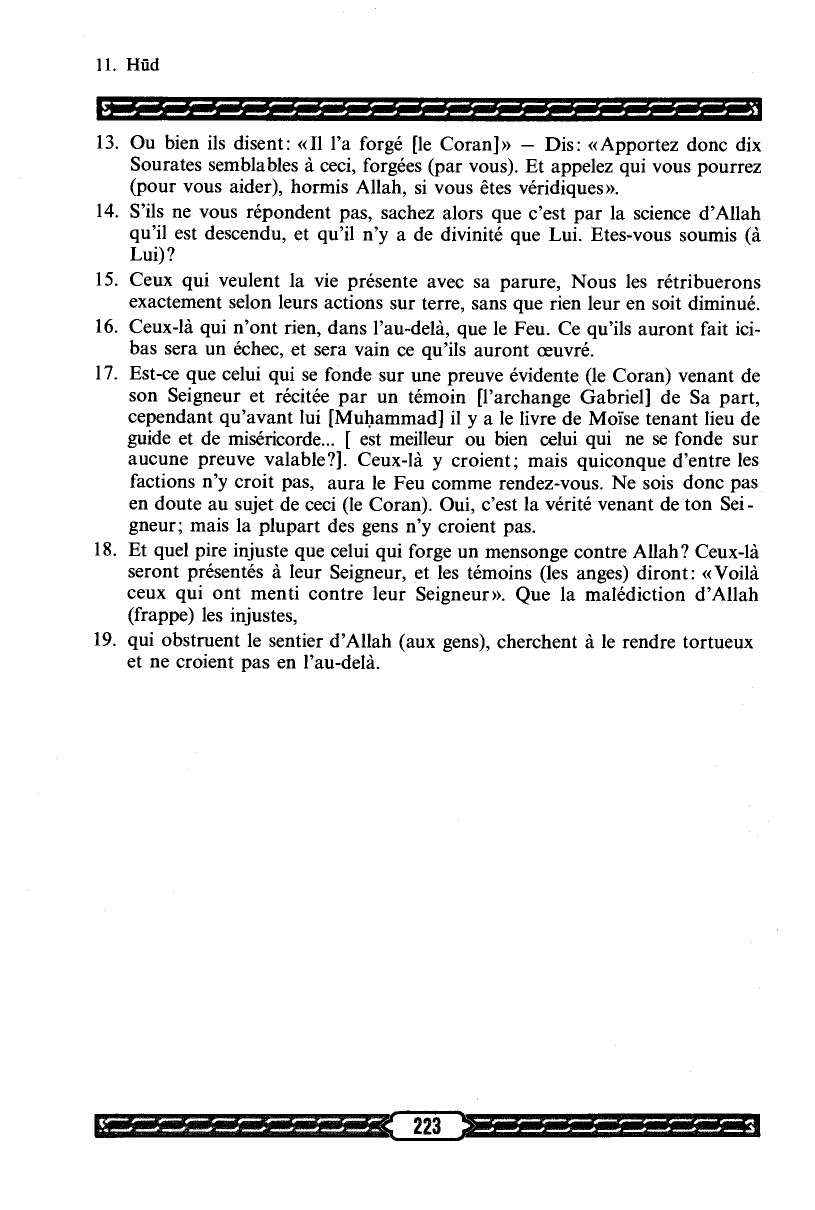 11. Hūd
13. Ou bien ils disent: «Il l'a forgé [le Coran]» — Dis: «Apportez donc dix
Sourates semblables à ceci, forgées (par vous). Et appelez qui vous pourrez
(pour vous aider), hormis Allah, si vous êtes véridiques».
14. S'ils ne vous répondent pas, sachez alors que c'est par la science d'Allah
qu'il est descendu, et qu'il n'y a de divinité que Lui. Etes-vous soumis (à
Lui)?
15. Ceux qui veulent la vie présente avec sa parure, Nous les rétribuerons
exactement selon leurs actions sur terre, sans que rien leur en soit diminué.
16. Ceux-là qui n'ont rien, dans l'au-delà, que le Feu. Ce qu'ils auront fait ici-
bas sera un échec, et sera vain ce qu'ils auront œuvré.
17. Est-ce que celui qui se fonde sur une preuve évidente (le Coran) venant de
son Seigneur et récitée par un témoin [l'archange Gabriel] de Sa part,
cependant qu'avant lui [Muḥammad] il y a le livre de Moïse tenant lieu de
guide et de miséricorde... [ est meilleur ou bien celui qui ne se fonde sur
aucune preuve valable?]. Ceux-là y croient; mais quiconque d'entre les
factions n'y croit pas, aura le Feu comme rendez-vous. Ne sois donc pas
en doute au sujet de ceci (le Coran). Oui, c'est la vérité venant de ton Sei-
gneur; mais la plupart des gens n'y croient pas.
18. Et quel pire injuste que celui qui forge un mensonge contre Allah? Ceux-là
seront présentés à leur Seigneur, et les témoins (les anges) diront: «Voilà
ceux qui ont menti contre leur Seigneur». Que la malédiction d'Allah
(frappe) les injustes,
19. qui obstruent le sentier d'Allah (aux gens), cherchent à le rendre tortueux
et ne croient pas en l'au-delà.
223